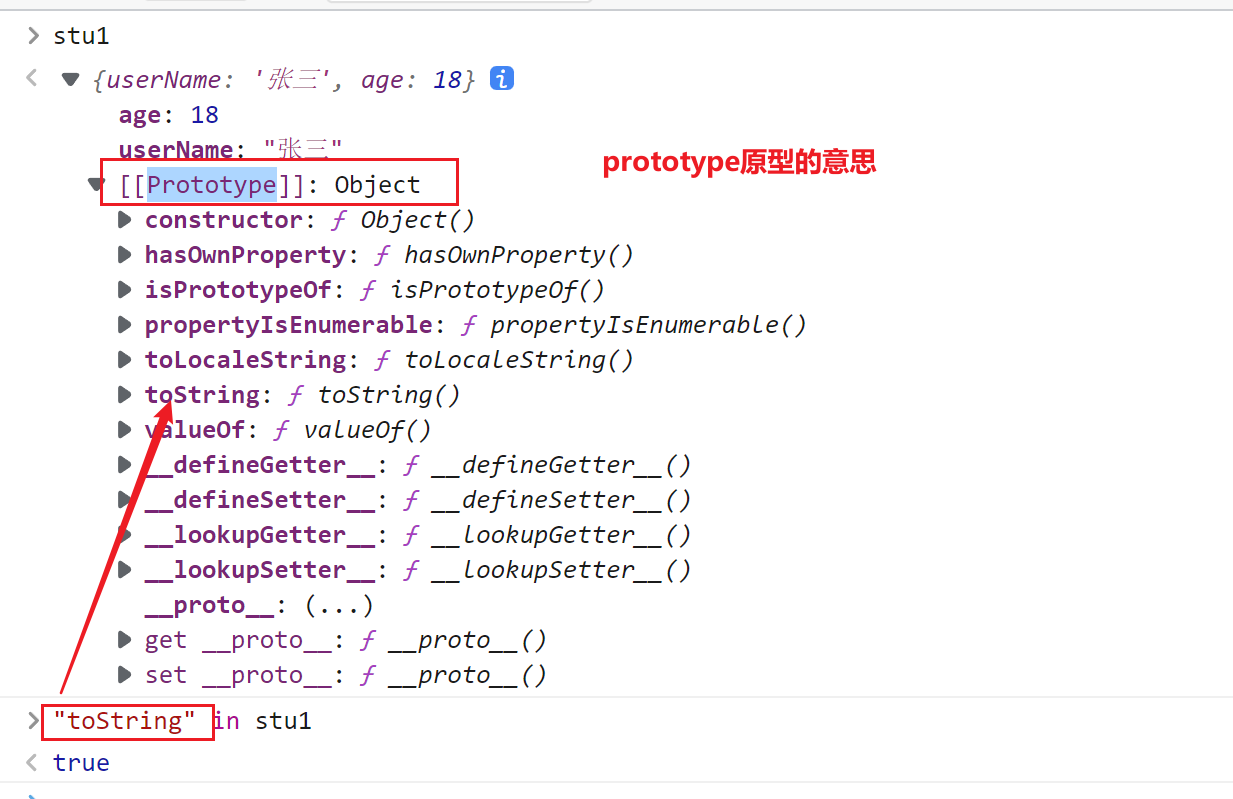 stu1
{userName: '张三', age: 18} i
age: 18
userName: "张三"
prototype原型的意思
[[Prototype]]: Object
constructor: ƒ Object()
hasOwnProperty: ƒ hasOwnProperty()
isPrototypeOf: ƒ isPrototypeOf()
propertyIsEnumerable: ƒ propertyIsEnumerable()
toLocaleString: ƒ toLocaleString()
toString: ƒ toString()
valueOf: ƒ valueOf()
__defineGetter__: ƒ __defineGetter__()
__defineSetter__: ƒ __defineSetter__()
__lookupGetter__: ƒ __lookupGetter__()
__lookupSetter__: ƒ __lookupSetter__()
__proto__: (...)
get __proto__: ƒ __proto__()
set __proto__: ƒ __proto__()
"toString" in stu1
true